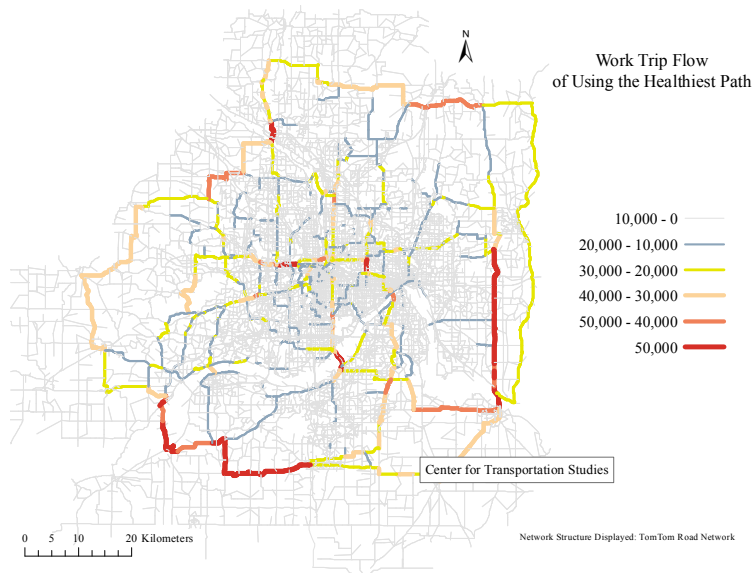 N
Work Trip Flow
of Using the Healthiest Path
10,000 - 0
20,000 - 10,000
30,000 - 20,000
40,000 - 30,000
50,000 - 40,000
50,000
Center for Transportation Studies
0 5 10 20 Kilometers
Network Structure Displayed: TomTom Road Network